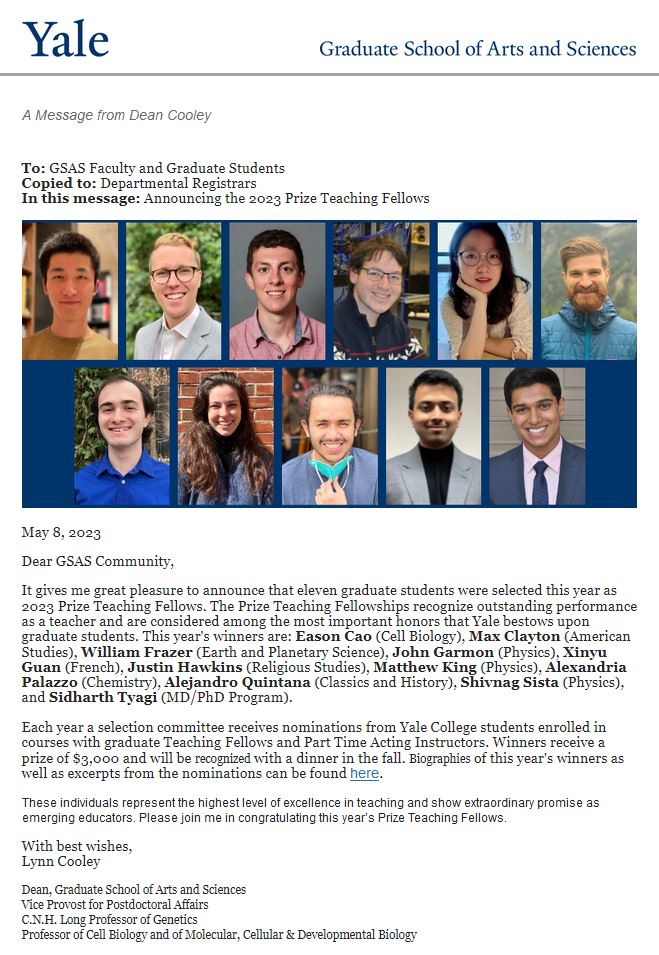 Yale
Graduate School of Arts and Sciences
A Message from Dean Cooley
To: GSAS Faculty and Graduate Students
Copied to: Departmental Registrars
In this message: Announcing the 2023 Prize Teaching Fellows
May 8, 2023
Dear GSAS Community,
It gives me great pleasure to announce that eleven graduate students were selected this year as
2023 Prize Teaching Fellows. The Prize Teaching Fellowships recognize outstanding performance
as a teacher and are considered among the most important honors that Yale bestows upon
graduate students. This year's winners are: Eason Cao (Cell Biology), Max Clayton (American
Studies), William Frazer (Earth and Planetary Science), John Garmon (Physics), Xinyu
Guan (French), Justin Hawkins (Religious Studies), Matthew King (Physics), Alexandria
Palazzo (Chemistry), Alejandro Quintana (Classics and History), Shivnag Sista (Physics),
and Sidharth Tyagi (MD/PhD Program).
Each year a selection committee receives nominations from Yale College students enrolled in
courses with graduate Teaching Fellows and Part Time Acting Instructors. Winners receive a
prize of $3,000 and will be recognized with a dinner in the fall. Biographies of this year's winners as
well as excerpts from the nominations can be found here.
These individuals represent the highest level of excellence in teaching and show extraordinary promise as
emerging educators. Please join me in congratulating this year's Prize Teaching Fellows.
With best wishes,
Lynn Cooley
Dean, Graduate School of Arts and Sciences
Vice Provost for Postdoctoral Affairs
C.N.H. Long Professor of Genetics
Professor of Cell Biology and of Molecular, Cellular & Developmental Biology